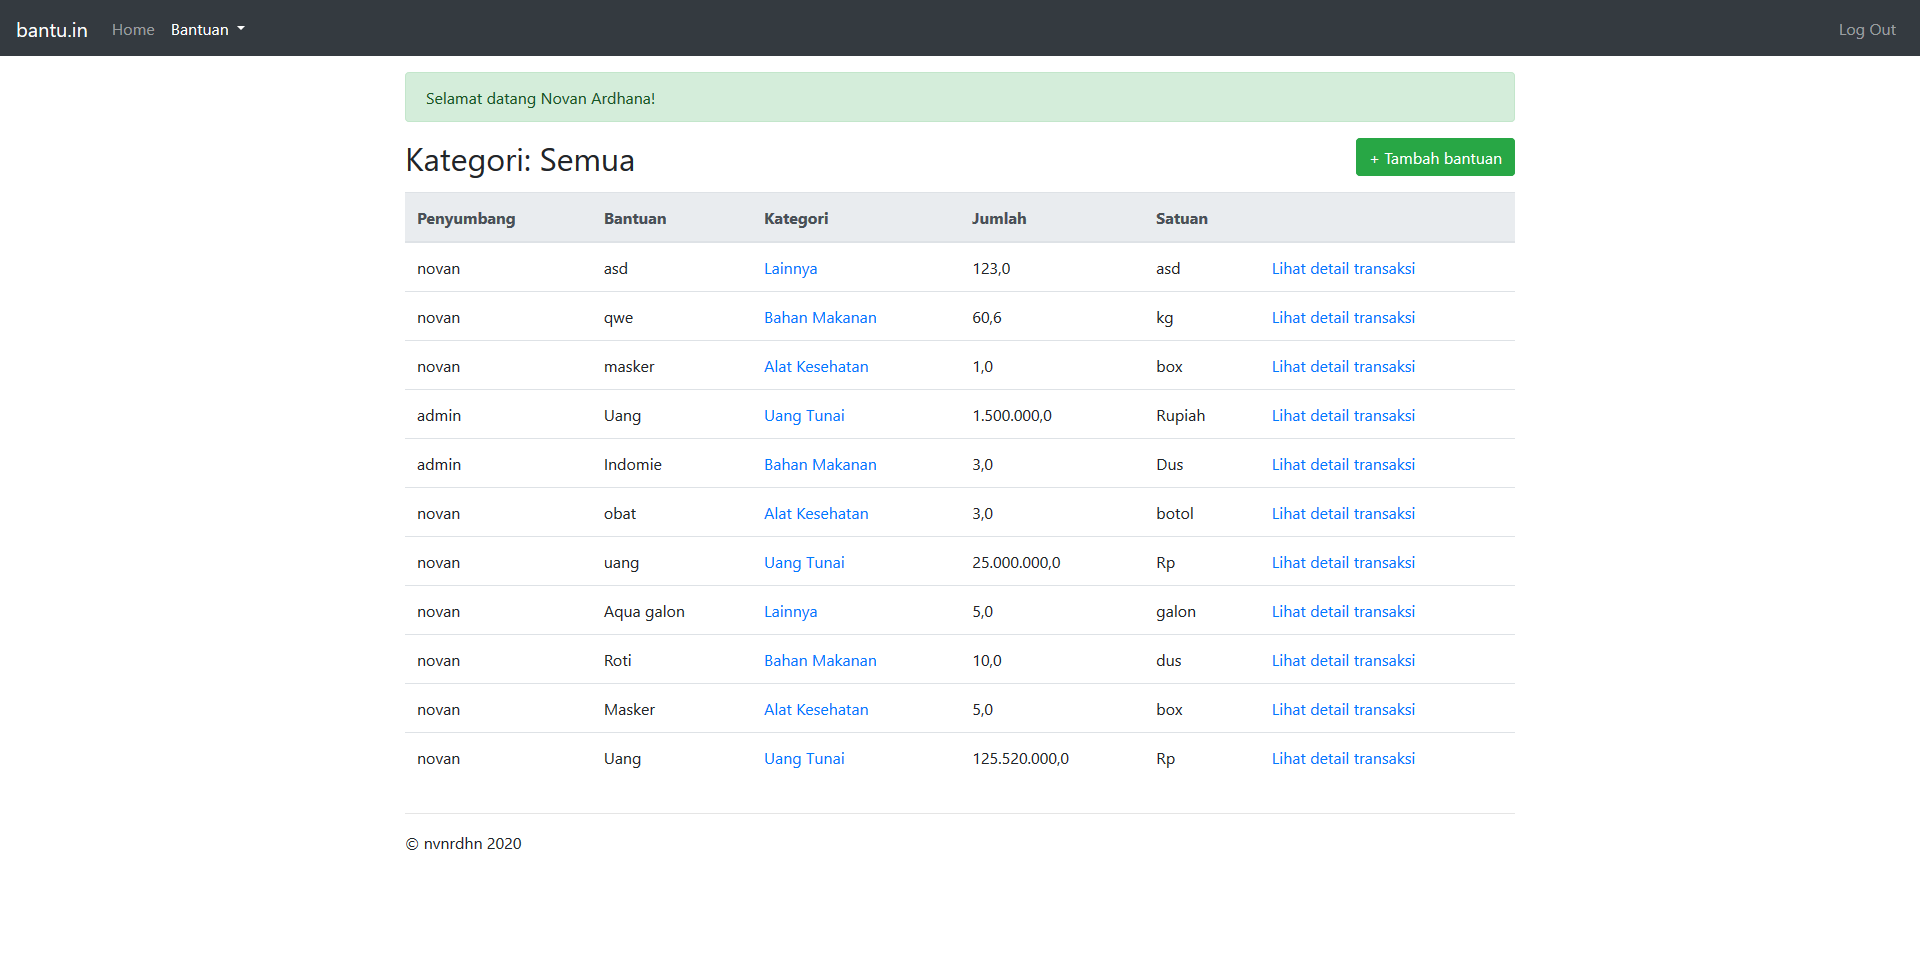 bantu.in Home Bantuan Log Out
Selamat datang Novan Ardhana!
Kategori: Semua + Tambah bantuan
Penyumbang Bantuan Kategori Jumlah Satuan
novan asd Lainnya 123,0 asd Lihat detail transaksi
novan qwe Bahan Makanan 60,6 kg Lihat detail transaksi
novan masker Alat Kesehatan 1,0 box Lihat detail transaksi
admin Uang Uang Tunai 1.500.000,0 Rupiah Lihat detail transaksi
admin Indomie Bahan Makanan 3,0 Dus Lihat detail transaksi
novan obat Alat Kesehatan 3,0 botol Lihat detail transaksi
novan uang Uang Tunai 25.000.000,0 Rp Lihat detail transaksi
novan Aqua galon Lainnya 5,0 galon Lihat detail transaksi
novan Roti Bahan Makanan 10,0 dus Lihat detail transaksi
novan Masker Alat Kesehatan 5,0 box Lihat detail transaksi
novan Uang Uang Tunai 125.520.000,0 Rp Lihat detail transaksi
© nvnrdhn 2020